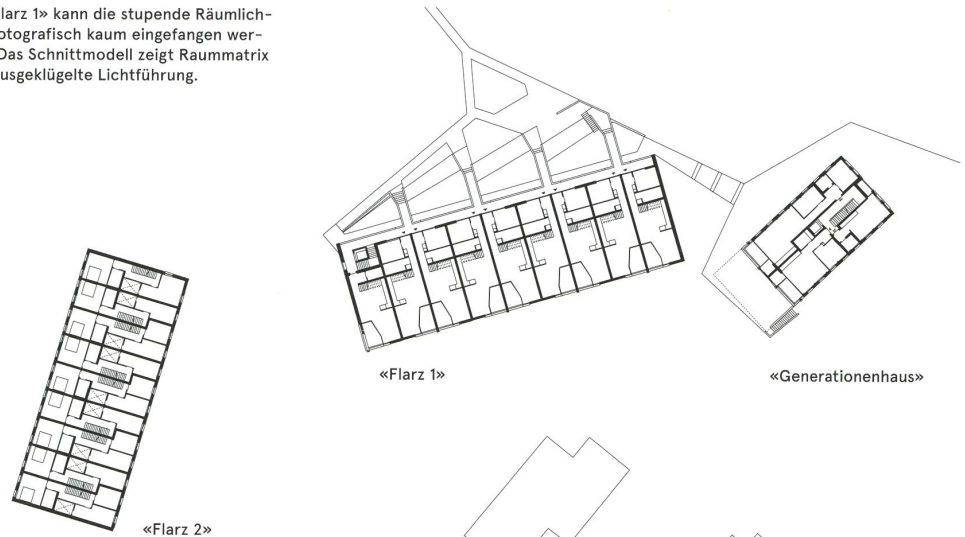 larz 1» kann die stupende Räumlich-
otografisch kaum eingefangen wer-
Das Schnittmodell zeigt Raummatrix
usgeklügelte Lichtführung.
«Flarz 1»
«Generationenhaus»
«Flarz 2»